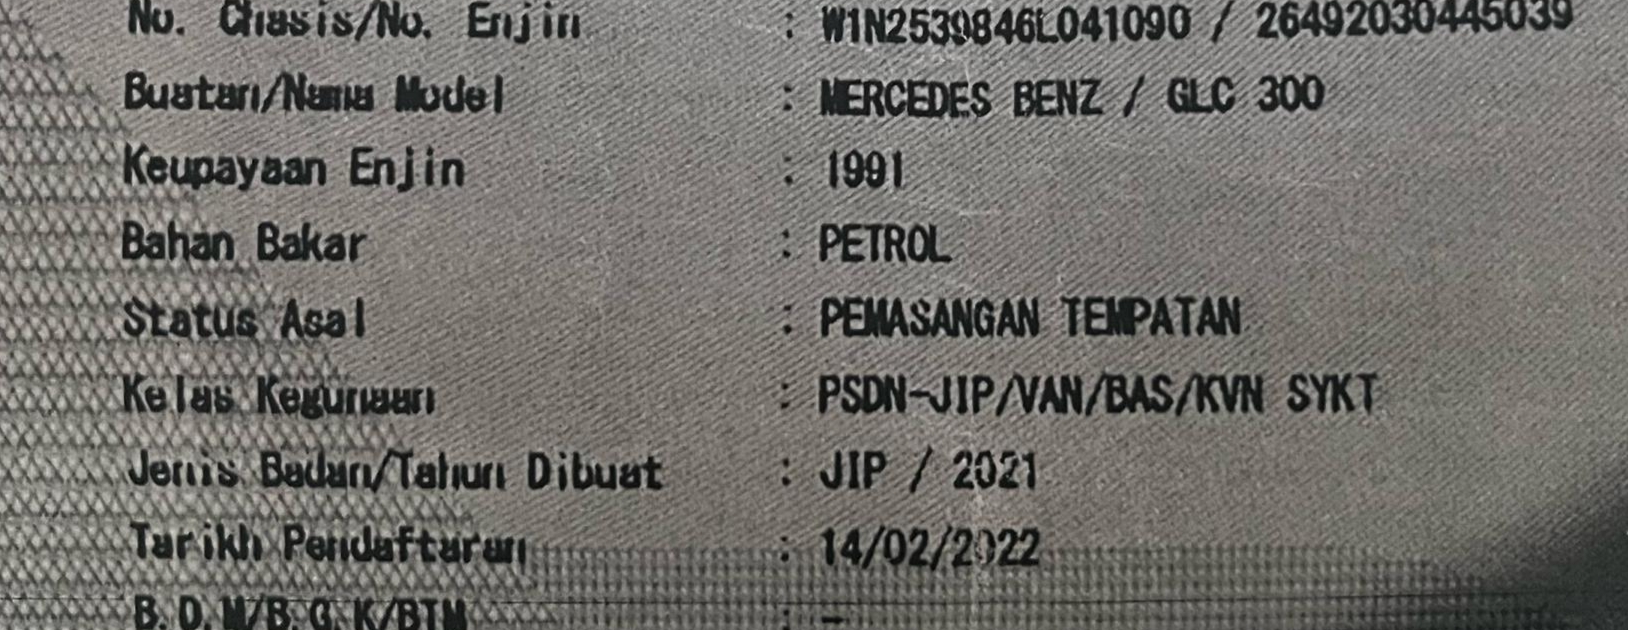 No. Chasis/No. Enjin : W1N2539846L041090 / 26492030445039
Buatan/Nama Model : MERCEDES BENZ / GLC 300
Keupayaan Enjin : 1991
Bahan Bakar : PETROL
Status Asal : PEMASANGAN TEMPATAN
Kelas Kegunaan : PSDN-JIP/VAN/BAS/KVN SYKT
Jenis Badan/Tahun Dibuat : JIP / 2021
Tarikh Pendaftaran : 14/02/2022
B.D.M/B.G.K/BTM : -